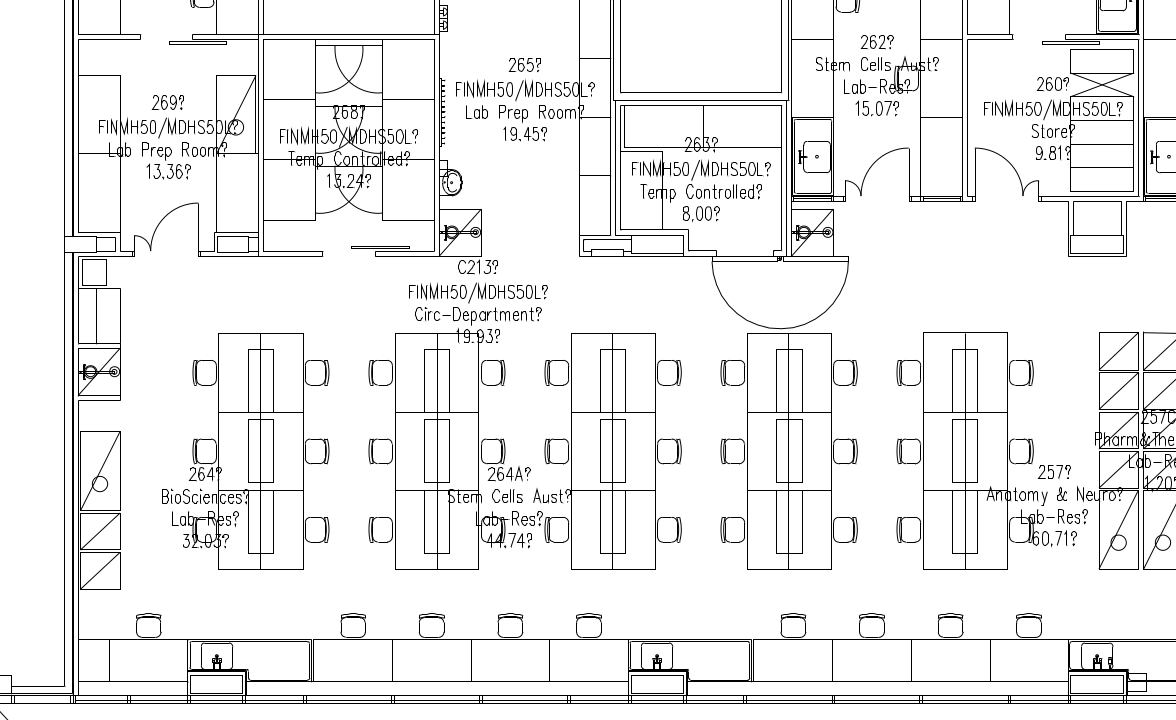 262?
Stem Cells Aust?
Lab-Res?
15,07?
265?
FINMH50/MDHS50L?
Lab Prep Room?
19.45?
260?
FINMH50/MDHS50L?
Store?
9.81?
269?
FINMH50/MDHS50L?
Lab Prep Room?
13,36?
268?
FINMH50/MDHS50L?
Temp Controlled?
13.24?
263?
FINMH50/MDHS50L?
Temp Controlled?
8,00?
C213?
FINMH50/MDHS50L?
Circ-Department?
19.93?
257C
Pharm&The
Lab-Re
1,20?
264?
BioSciences?
Lab-Res?
32,03?
264A?
Stem Cells Aust?
Lab-Res?
44.74?
257?
Anatomy & Neuro?
Lab-Res?
60,71?